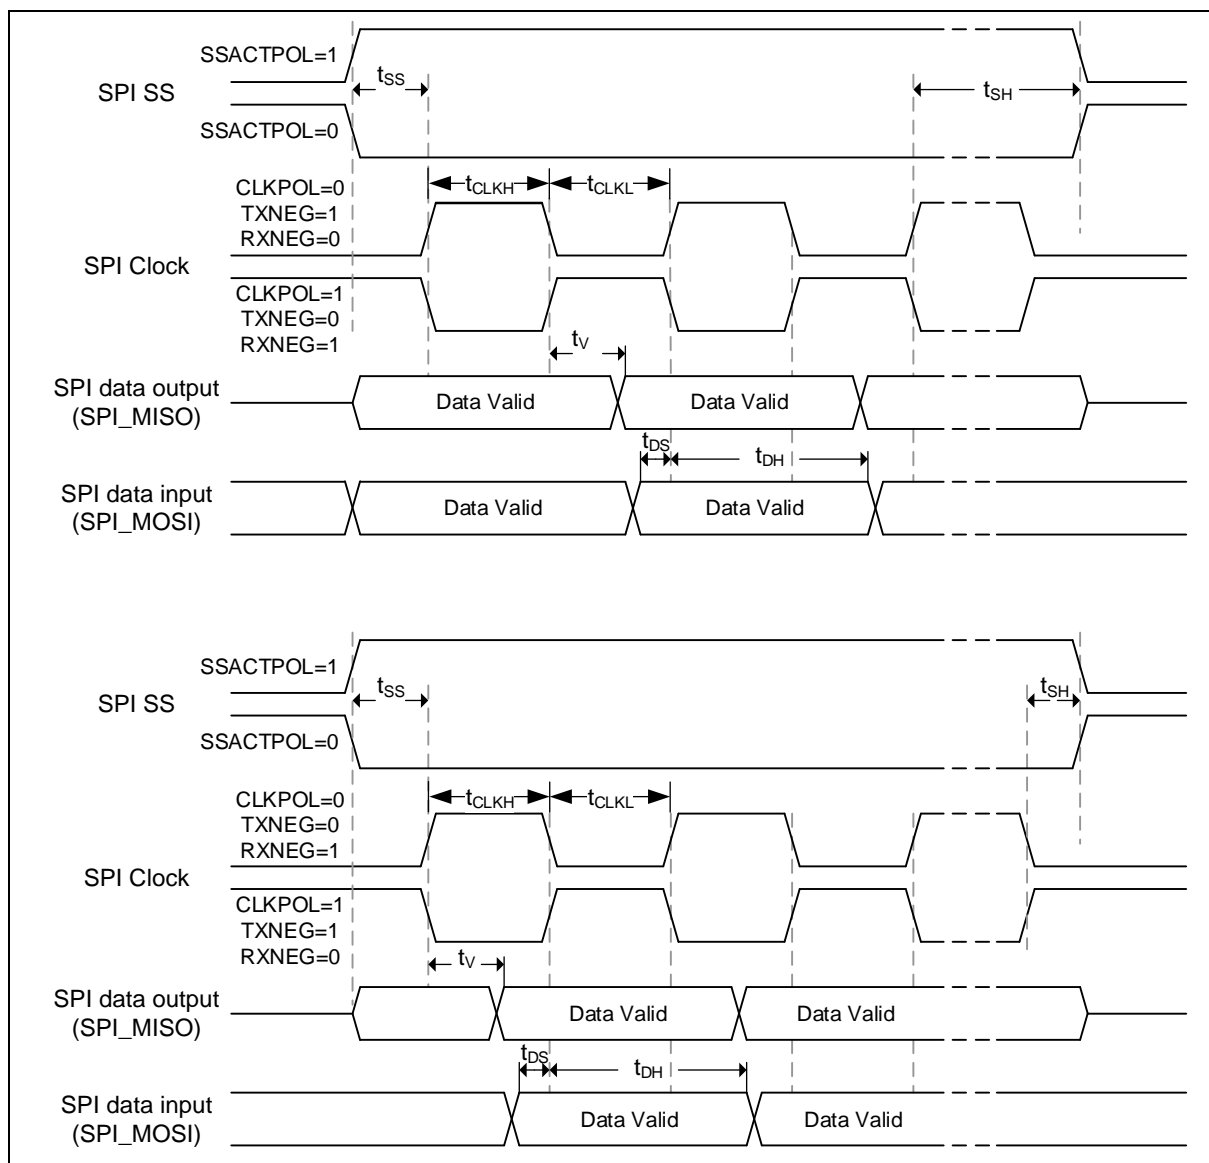 SSACTPOL=1
SPI SS
tSS
tSH
SSACTPOL=0
CLKPOL=0
TXNEG=1
RXNEG=0
tCLKH
tCLKL
SPI Clock
CLKPOL=1
TXNEG=0
RXNEG=1
tV
SPI data output
(SPI_MISO)
Data Valid
Data Valid
tDS
tDH
SPI data input
(SPI_MOSI)
Data Valid
Data Valid
SSACTPOL=1
SPI SS
tSS
tSH
SSACTPOL=0
CLKPOL=0
TXNEG=0
RXNEG=1
tCLKH
tCLKL
SPI Clock
CLKPOL=1
TXNEG=1
RXNEG=0
tV
SPI data output
(SPI_MISO)
Data Valid
Data Valid
tDS
tDH
SPI data input
(SPI_MOSI)
Data Valid
Data Valid